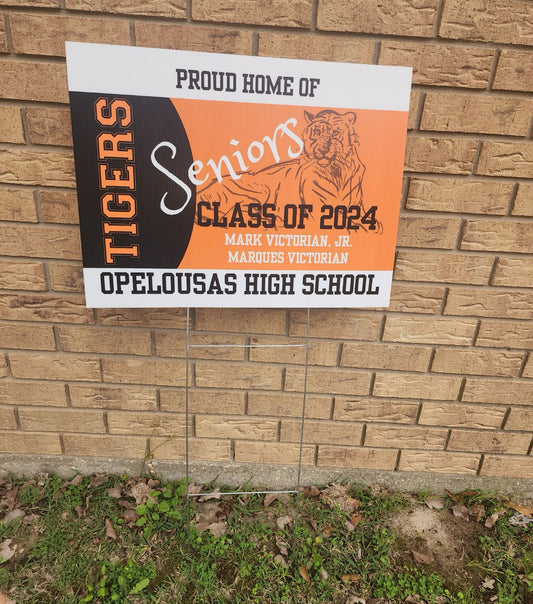 PROUD HOME OF
TIGERS
Seniors
CLASS OF 2024
MARK VICTORIAN, JR.
MARQUES VICTORIAN
OPELOUSAS HIGH SCHOOL